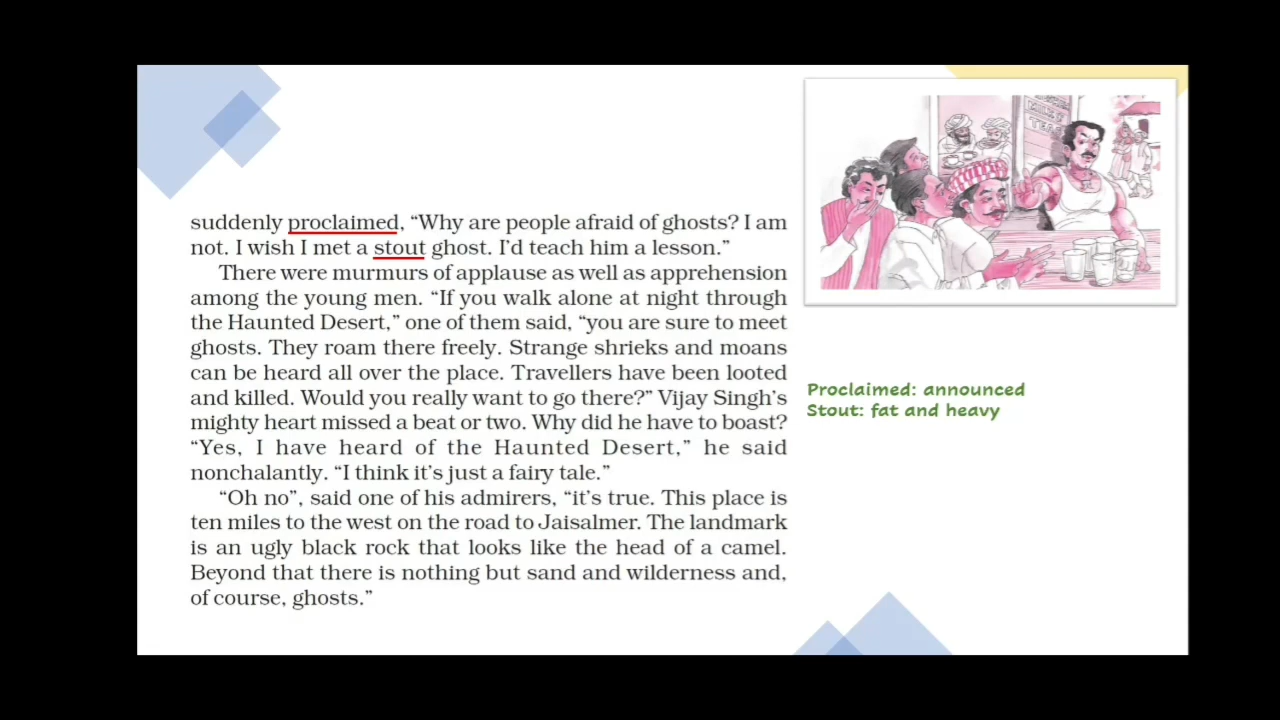 suddenly proclaimed, “Why are people afraid of ghosts? I am
not. I wish I met a stout ghost. I’d teach him a lesson.”
There were murmurs of applause as well as apprehension
among the young men. “If you walk alone at night through
the Haunted Desert,” one of them said, “you are sure to meet
ghosts. They roam there freely. Strange shrieks and moans
can be heard all over the place. Travellers have been looted
and killed. Would you really want to go there?” Vijay Singh’s
mighty heart missed a beat or two. Why did he have to boast?
“Yes, I have heard of the Haunted Desert,” he said
nonchalantly. “I think it’s just a fairy tale.”
“Oh no”, said one of his admirers, “it’s true. This place is
ten miles to the west on the road to Jaisalmer. The landmark
is an ugly black rock that looks like the head of a camel.
Beyond that there is nothing but sand and wilderness and,
of course, ghosts.”
Proclaimed: announced
Stout: fat and heavy